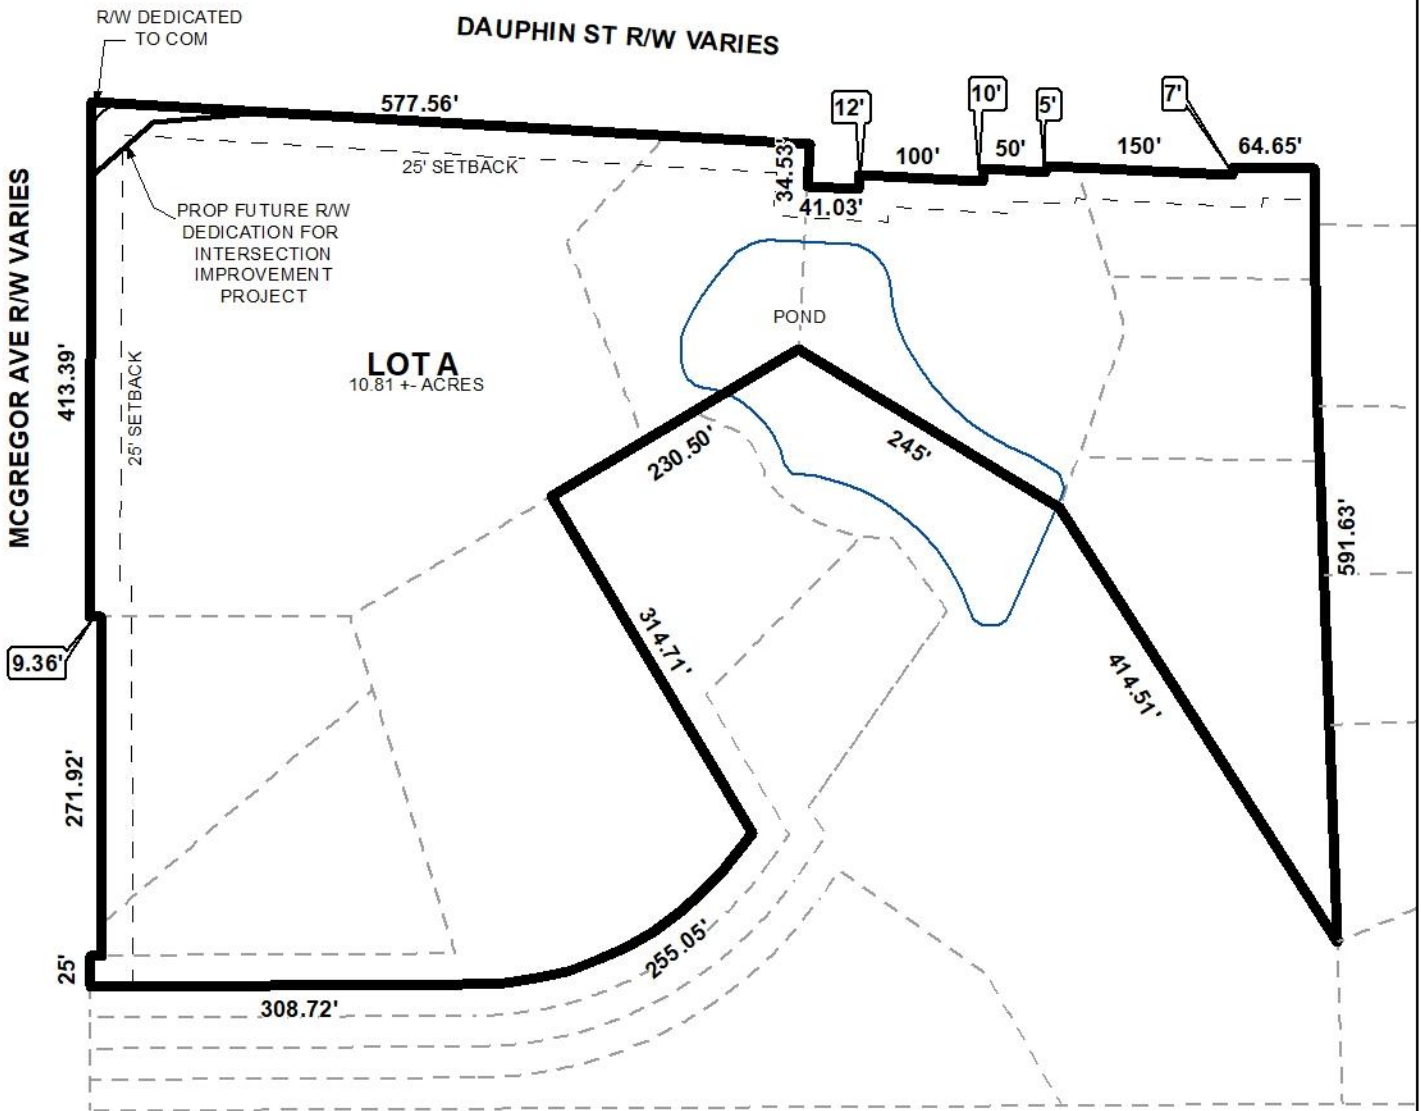 R/W DEDICATED
TO COM
DAUPHIN ST R/W VARIES
577.56'
12'
10'
5'
7'
34.53'
100'
50'
150'
64.65'
25' SETBACK
41.03'
PROP FUTURE R/W
DEDICATION FOR
INTERSECTION
IMPROVEMENT
PROJECT
MCGREGOR AVE R/W VARIES
POND
LOT A
10.81 +- ACRES
413.39'
25' SETBACK
230.50'
245'
591.63'
9.36'
314.71'
414.51'
271.92'
255.05'
25'
308.72'